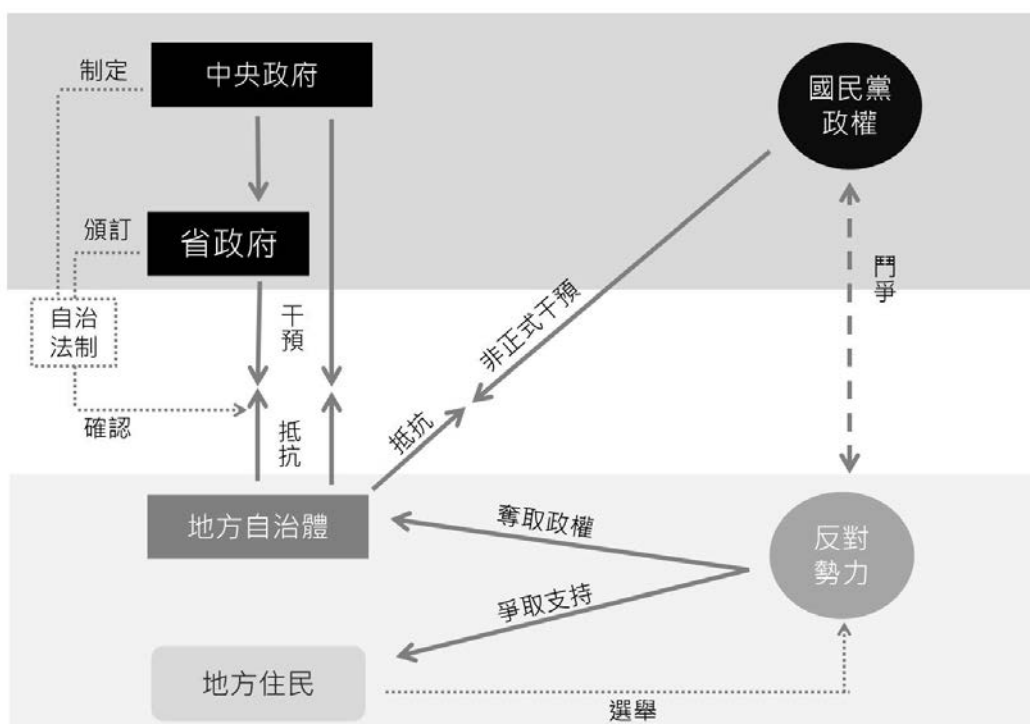 制定
中央政府
國民黨
政權
頒訂
省政府
鬥爭
自治
法制
干預
非正式干預
確認
抵抗
抵抗
地方自治體
奪取政權
反對
勢力
爭取支持
地方住民
選舉